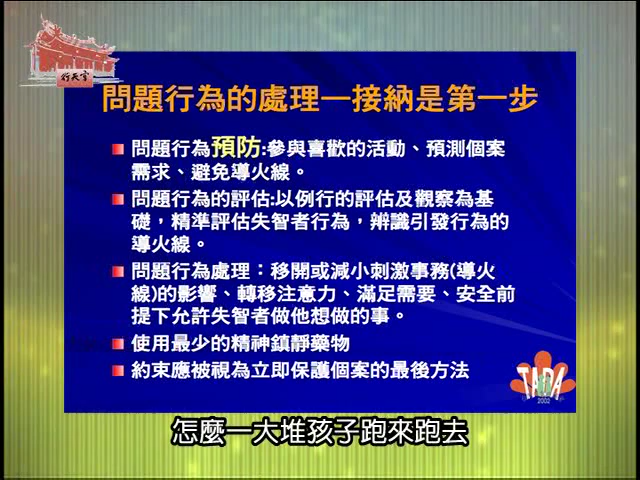 行天宮
問題行為的處理—接納是第一步
問題行為預防:參與喜歡的活動、預測個案
需求、避免導火線。
問題行為的評估:以例行的評估及觀察為基
礎,精準評估失智者行為,辨識引發行為的
導火線。
問題行為處理:移開或減小刺激事務(導火
線)的影響、轉移注意力、滿足需要、安全前
提下允許失智者做他想做的事。
使用最少的精神鎮靜藥物
約束應被視為立即保護個案的最後方法
TADA
2002
怎麼一大堆孩子跑來跑去